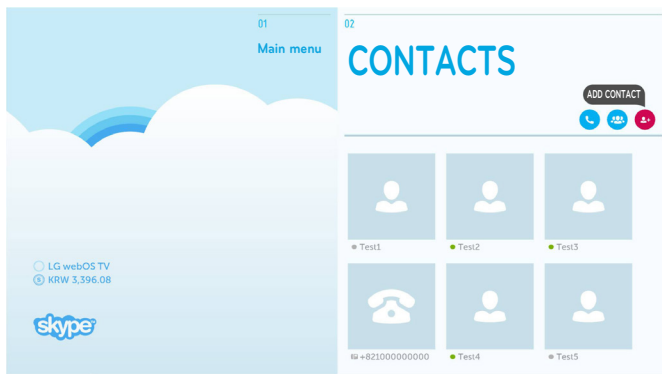 01
Main menu
LG webOS TV
KRW 3,396.08
skype
02
CONTACTS
ADD CONTACT
Test1
Test2
Test3
+821000000000
Test4
Test5